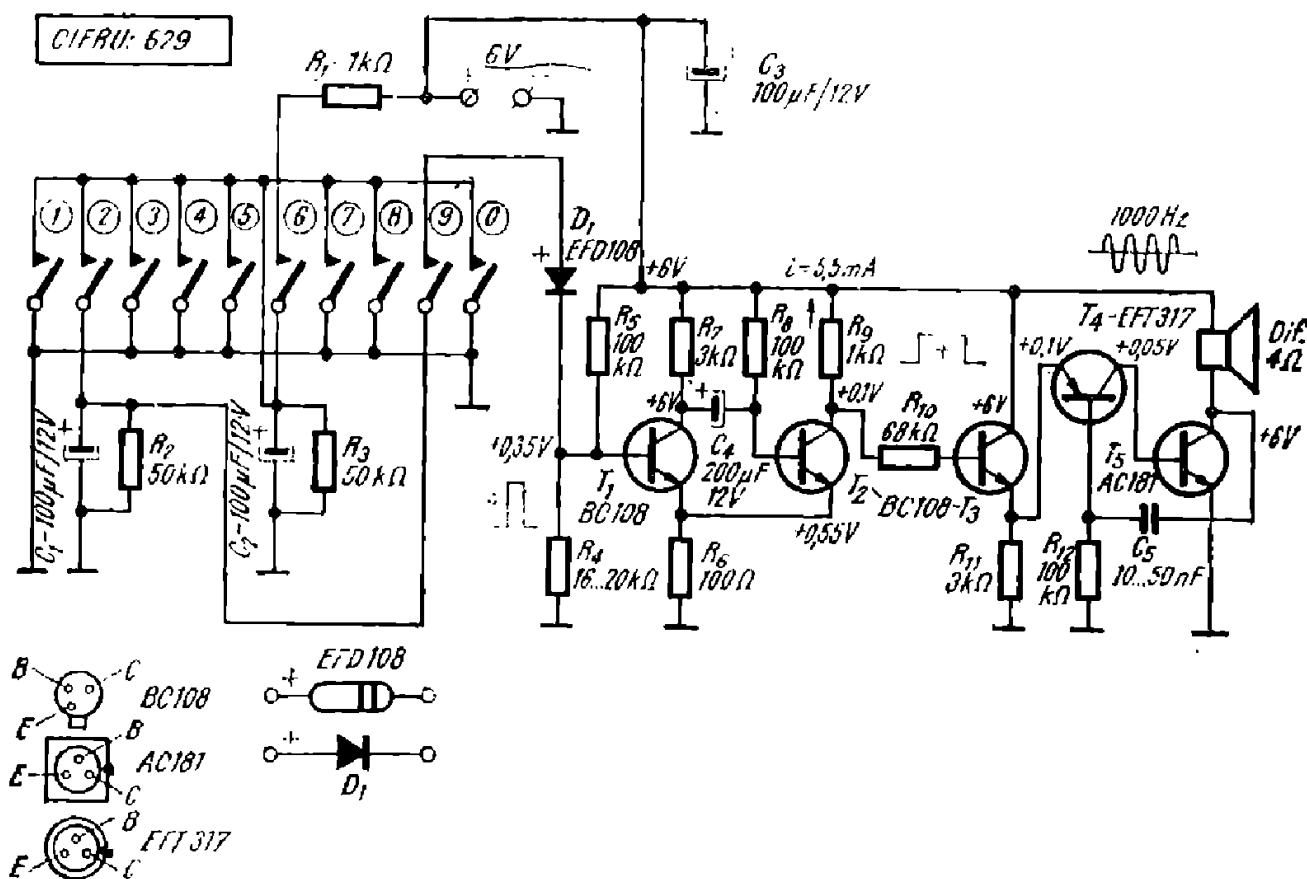 CIFRU: 629
R₁ 1kΩ
6V
C₃
100µF/12V
1
2
3
4
5
6
7
8
9
0
D₁
EFD108
+
+6V
i=5,5mA
1000Hz
R₅
100
kΩ
R₇
3kΩ
R₈
100
kΩ
R₉
1kΩ
T₄-EFT317
+0,1V
+0,05V
Dif.
4Ω
C₁-100µF/12V
+
R₂
50kΩ
C₂-100µF/12V
+
R₃
50kΩ
+0,35V
+6V
+
C₄
200µF
12V
+0,1V
R₁₀
68kΩ
+
+6V
+6V
T₁
BC108
T₂
BC108-T₃
T₅
AC181
+0,55V
R₄
16...20kΩ
R₆
100Ω
R₁₁
3kΩ
R₁₂
100
kΩ
C₅
10...50nF
B
C
E
BC108
B
E
C
AC181
B
E
C
EFT317
EFD108
+
+
D₁